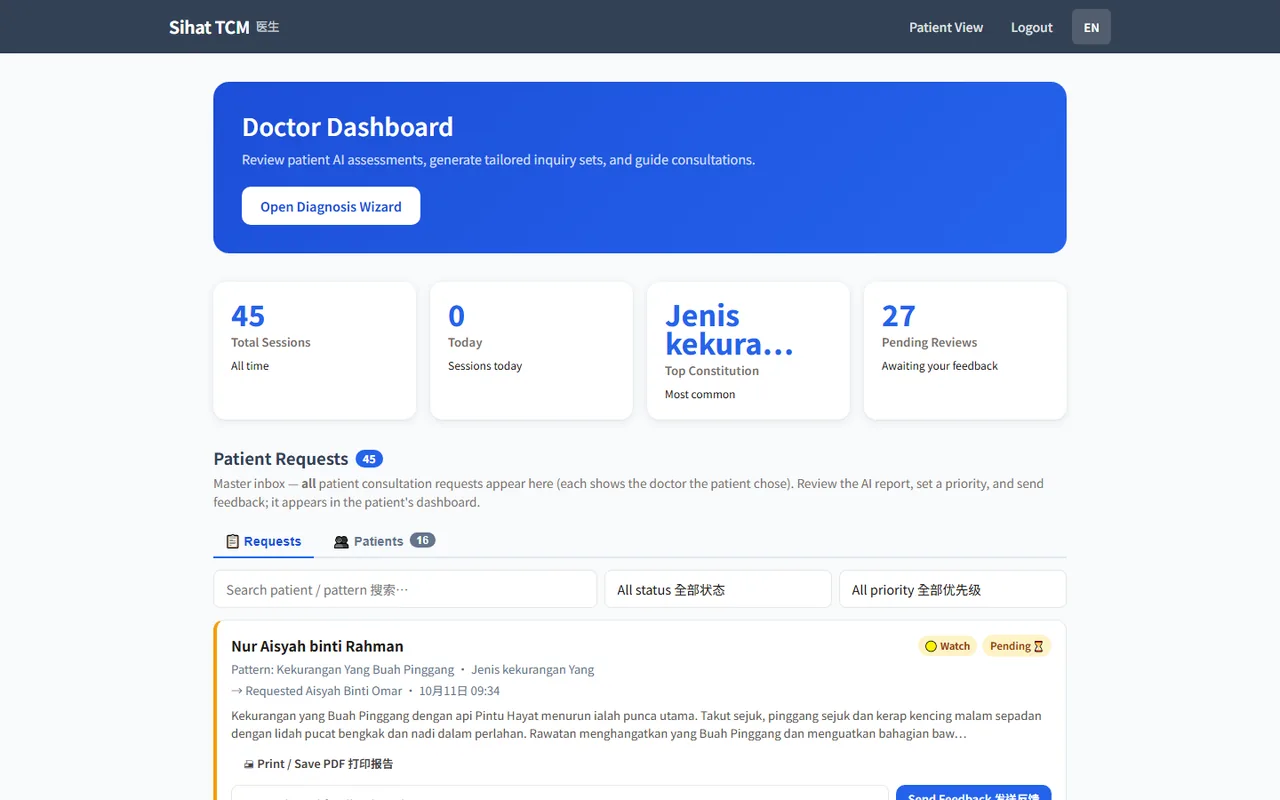 Sihat TCM 医生
Patient View
Logout
EN
Doctor Dashboard
Review patient AI assessments, generate tailored inquiry sets, and guide consultations.
Open Diagnosis Wizard
45
Total Sessions
All time
0
Today
Sessions today
Jenis
kekura…
Top Constitution
Most common
27
Pending Reviews
Awaiting your feedback
Patient Requests 45
Master inbox — all patient consultation requests appear here (each shows the doctor the patient chose). Review the AI report, set a priority, and send
feedback; it appears in the patient's dashboard.
Requests
Patients 16
Search patient / pattern 搜索…
All status 全部状态
All priority 全部优先级
Nur Aisyah binti Rahman
Watch
Pending
Pattern: Kekurangan Yang Buah Pinggang · Jenis kekurangan Yang
→ Requested Aisyah Binti Omar · 10月11日 09:34
Kekurangan yang Buah Pinggang dengan api Pintu Hayat menurun ialah punca utama. Takut sejuk, pinggang sejuk dan kerap kencing malam sepadan
dengan lidah pucat bengkak dan nadi dalam perlahan. Rawatan menghangatkan yang Buah Pinggang dan menguatkan bahagian baw…
Print / Save PDF 打印报告
Send Feedback 发送反馈